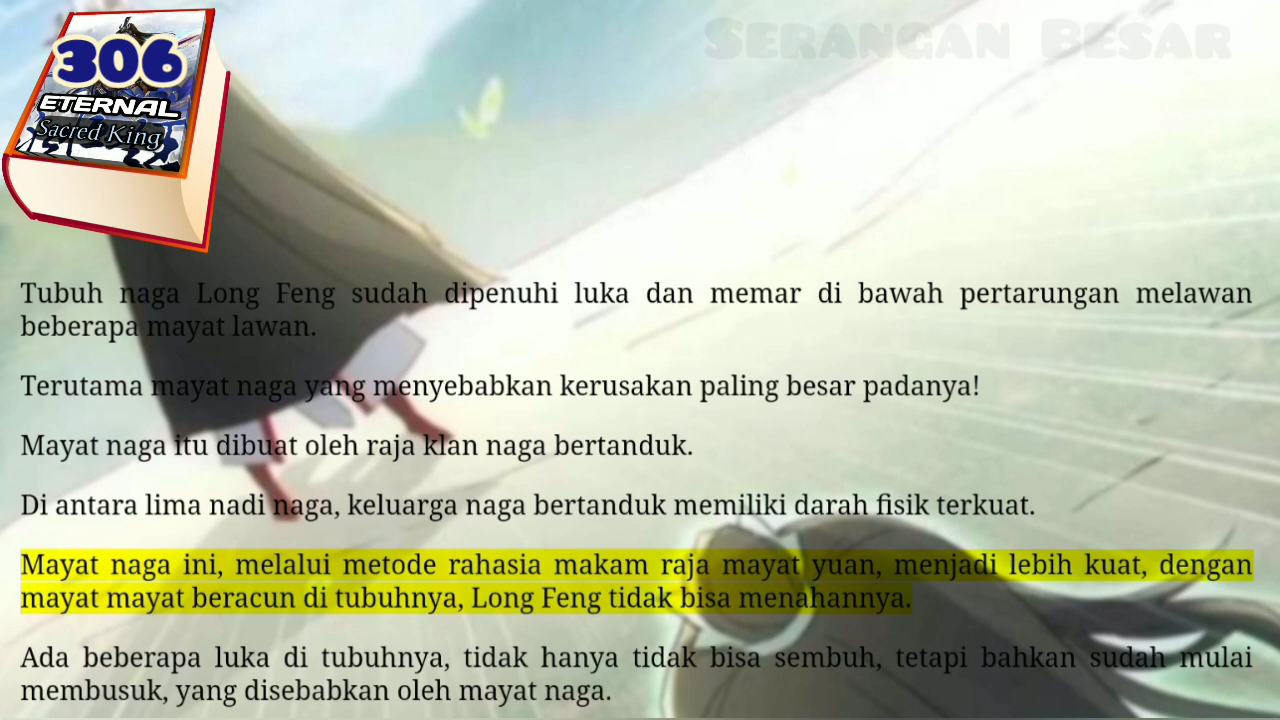 Serangan Besar
306
ETERNAL
Sacred King
Tubuh naga Long Feng sudah dipenuhi luka dan memar di bawah pertarungan melawan
beberapa mayat lawan.
Terutama mayat naga yang menyebabkan kerusakan paling besar padanya!
Mayat naga itu dibuat oleh raja klan naga bertanduk.
Di antara lima nadi naga, keluarga naga bertanduk memiliki darah fisik terkuat.
Mayat naga ini, melalui metode rahasia makam raja mayat yuan, menjadi lebih kuat, dengan
mayat mayat beracun di tubuhnya, Long Feng tidak bisa menahannya.
Ada beberapa luka di tubuhnya, tidak hanya tidak bisa sembuh, tetapi bahkan sudah mulai
membusuk, yang disebabkan oleh mayat naga.